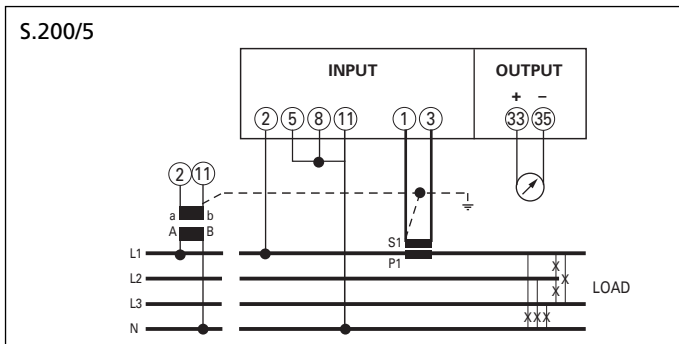 S.200/5
INPUT OUTPUT
+ –
2 5 8 11 1 3 33 35
2 11
a b
A B
S1
L1
P1
L2
LOAD
L3
X X X X X X
N